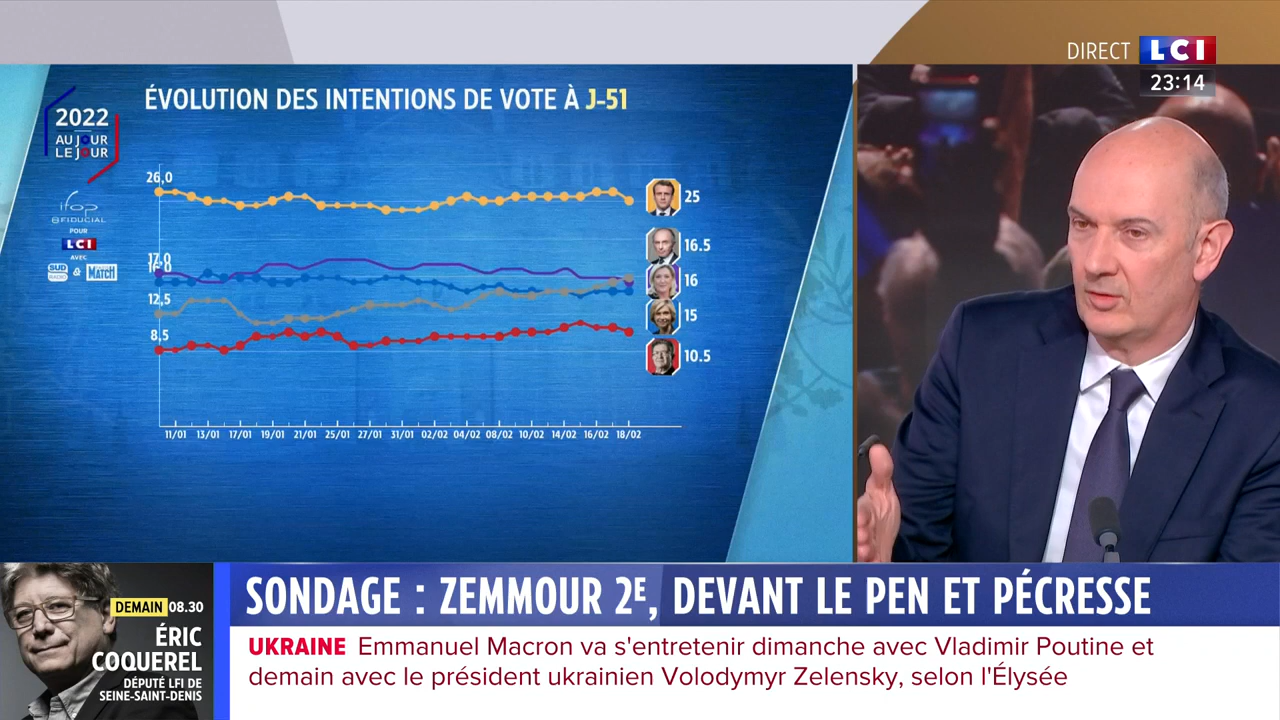 DIRECT LCI
23:14
ÉVOLUTION DES INTENTIONS DE VOTE À J-51
2022
AU JOUR
LE JOUR
ifop
&FIDUCIAL
POUR
LCI
AVEC
SUD
RADIO
&
MATCH
26,0
17,0
16,0
12,5
8,5
25
16.5
16
15
10.5
11/01 13/01 17/01 19/01 21/01 25/01 27/01 31/01 02/02 04/02 08/02 10/02 14/02 16/02 18/02
DEMAIN 08.30
ÉRIC
COQUEREL
DÉPUTÉ LFI DE
SEINE-SAINT-DENIS
SONDAGE : ZEMMOUR 2E, DEVANT LE PEN ET PÉCRESSE
UKRAINE Emmanuel Macron va s'entretenir dimanche avec Vladimir Poutine et
demain avec le président ukrainien Volodymyr Zelensky, selon l'Élysée